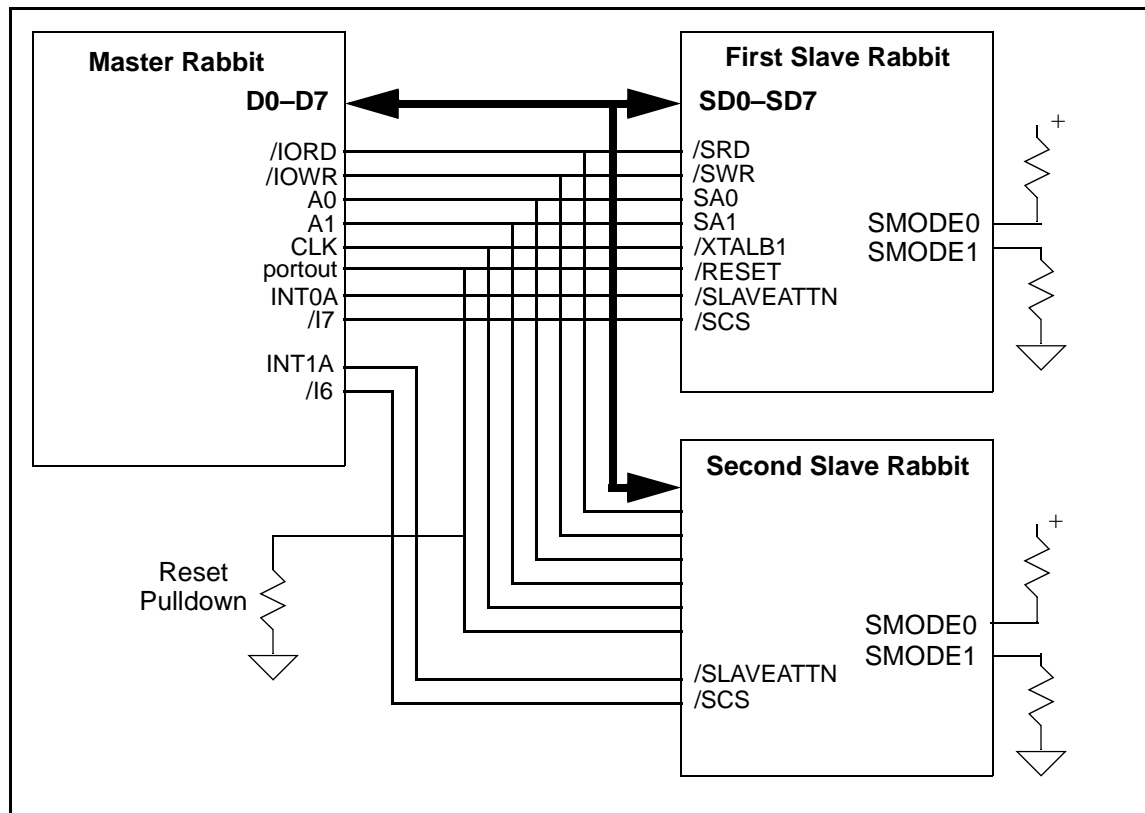 Master Rabbit
D0–D7
/IORD
/IOWR
A0
A1
CLK
portout
INT0A
/I7
INT1A
/I6
First Slave Rabbit
SD0–SD7
/SRD
/SWR
SA0
SA1
/XTALB1
/RESET
/SLAVEATTN
/SCS
SMODE0
SMODE1
+
Second Slave Rabbit
/SLAVEATTN
/SCS
SMODE0
SMODE1
+
Reset
Pulldown